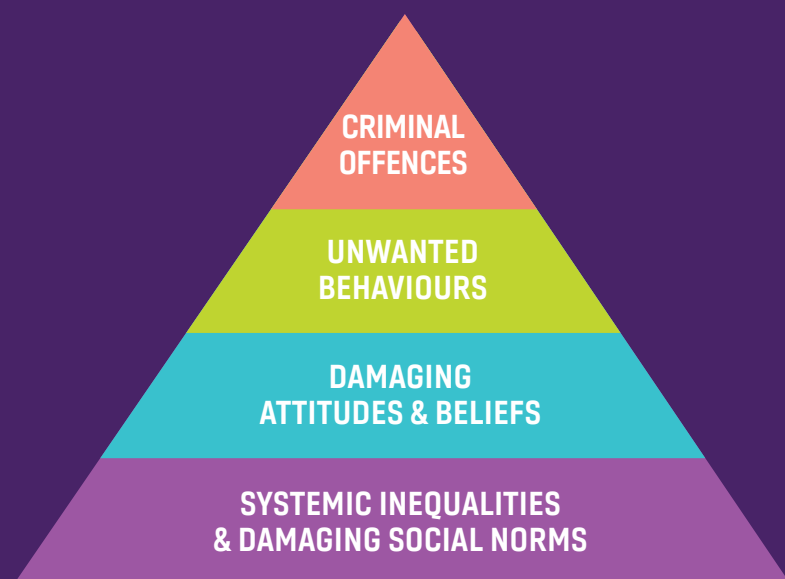 CRIMINAL
OFFENCES
UNWANTED
BEHAVIOURS
DAMAGING
ATTITUDES & BELIEFS
SYSTEMIC INEQUALITIES
& DAMAGING SOCIAL NORMS